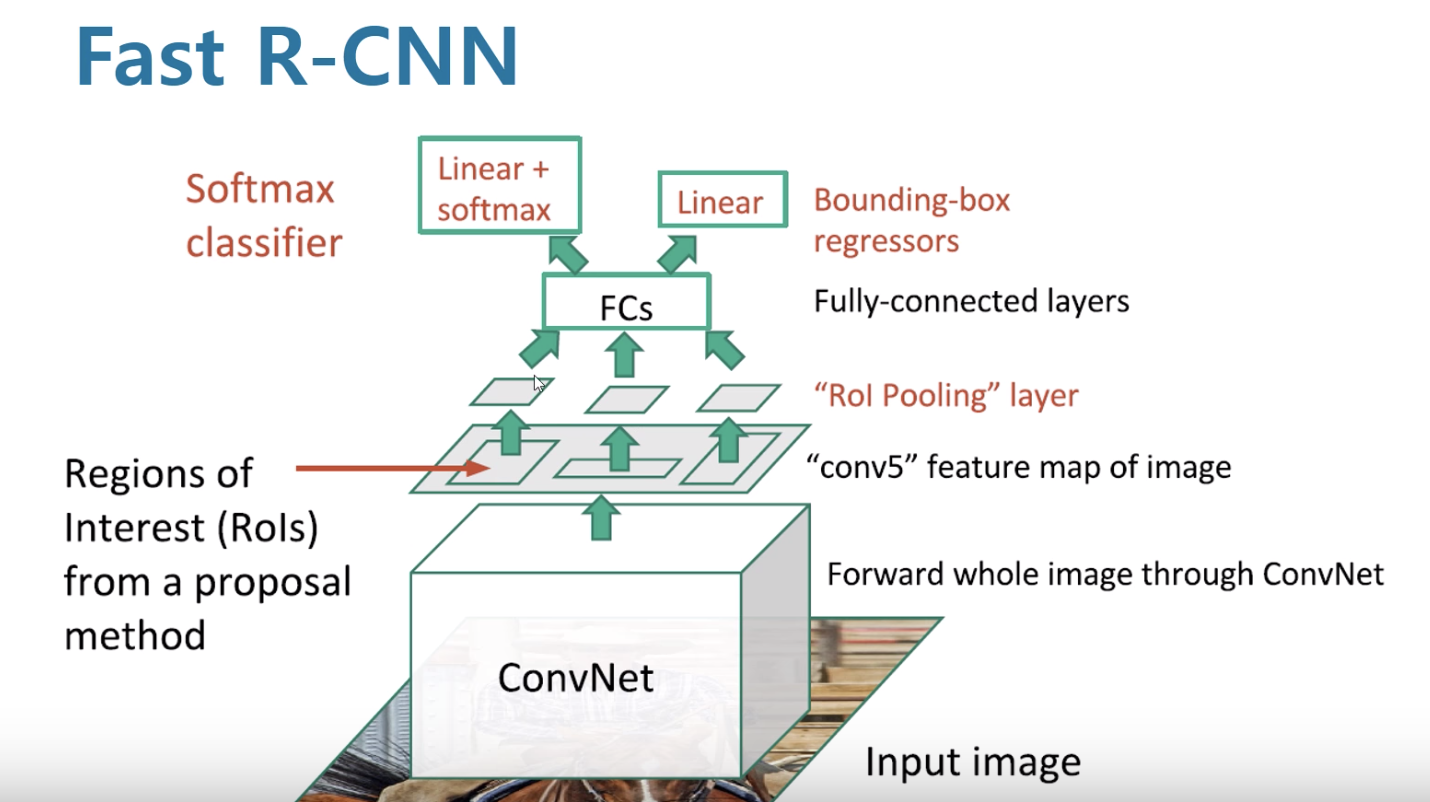 Fast R-CNN
Softmax
classifier
Linear +
softmax
Linear
Bounding-box
regressors
FCs
Fully-connected layers
“RoI Pooling” layer
Regions of
Interest (RoIs)
from a proposal
method
“conv5” feature map of image
Forward whole image through ConvNet
ConvNet
Input image